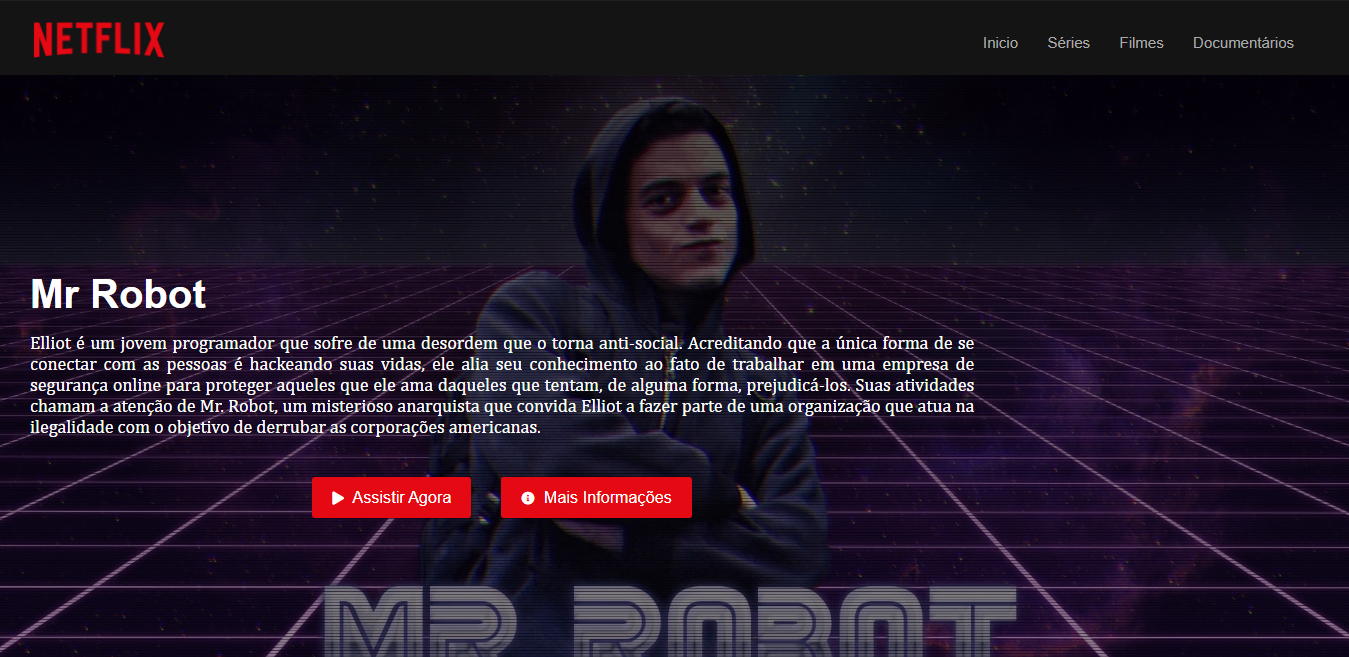 NETFLIX
Inicio Séries Filmes Documentários
Mr Robot
Elliot é um jovem programador que sofre de uma desordem que o torna anti-social. Acreditando que a única forma de se
conectar com as pessoas é hackeando suas vidas, ele alia seu conhecimento ao fato de trabalhar em uma empresa de
segurança online para proteger aqueles que ele ama daqueles que tentam, de alguma forma, prejudicá-los. Suas atividades
chamam a atenção de Mr. Robot, um misterioso anarquista que convida Elliot a fazer parte de uma organização que atua na
ilegalidade com o objetivo de derrubar as corporações americanas.
Assistir Agora Mais Informações
MR ROBOT